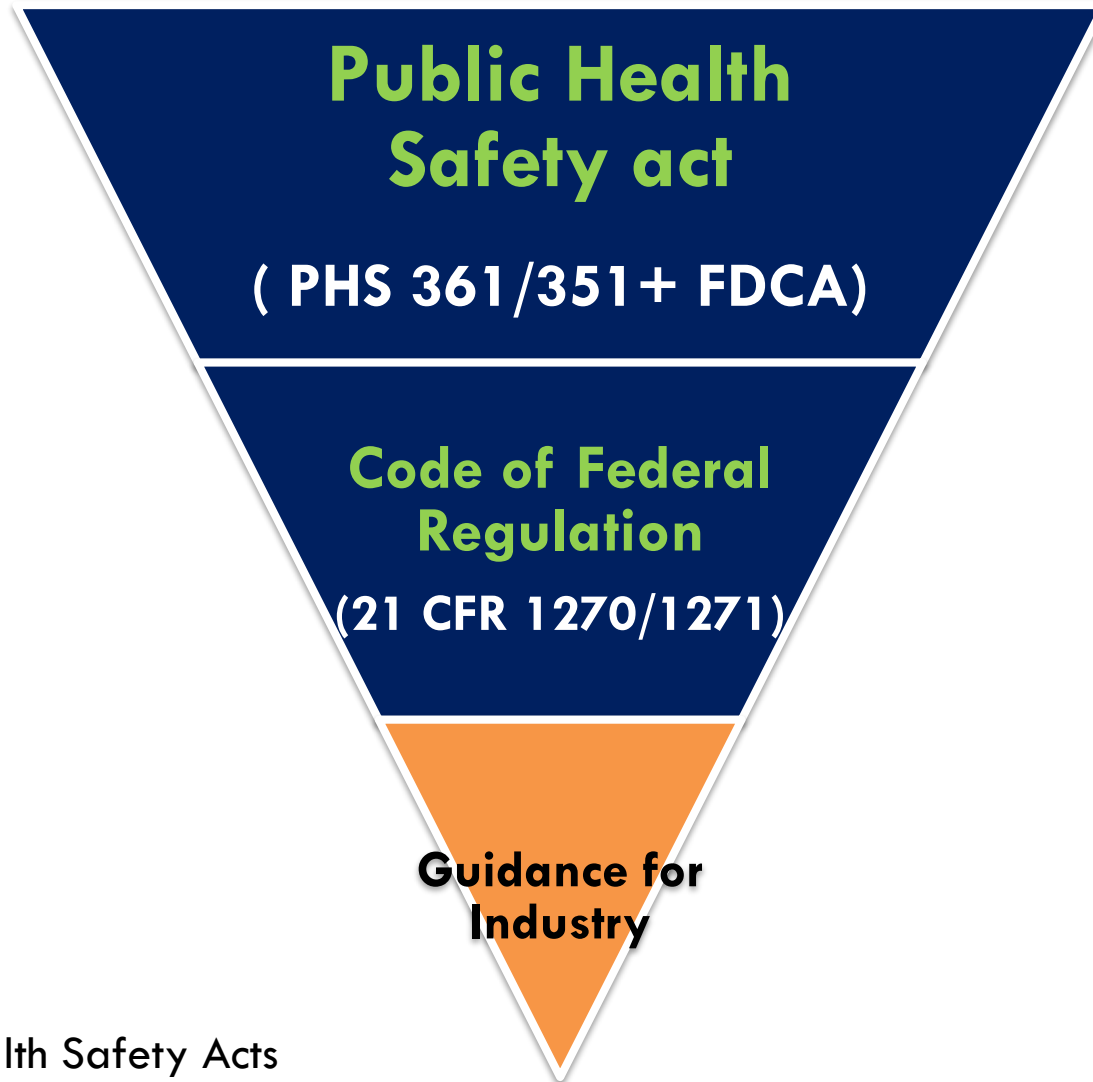 Public Health
Safety act
( PHS 361/351+ FDCA)
Code of Federal
Regulation
(21 CFR 1270/1271)
Guidance for
Industry
lth Safety Acts